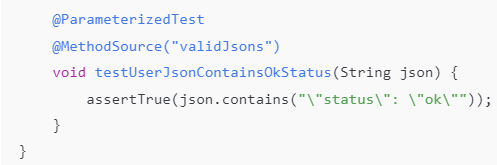 @ParameterizedTest
@MethodSource("validJsons")
void testUserJsonContainsOkStatus(String json) {
assertTrue(json.contains("\"status\": \"ok\""));
}
}